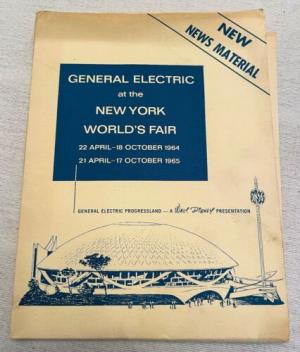 NEW
NEWS MATERIAL
GENERAL ELECTRIC
at the
NEW YORK
WORLD'S FAIR
22 APRIL-18 OCTOBER 1964
21 APRIL-17 OCTOBER 1965
GENERAL ELECTRIC PROGRESSLAND — A Walt Disney PRESENTATION